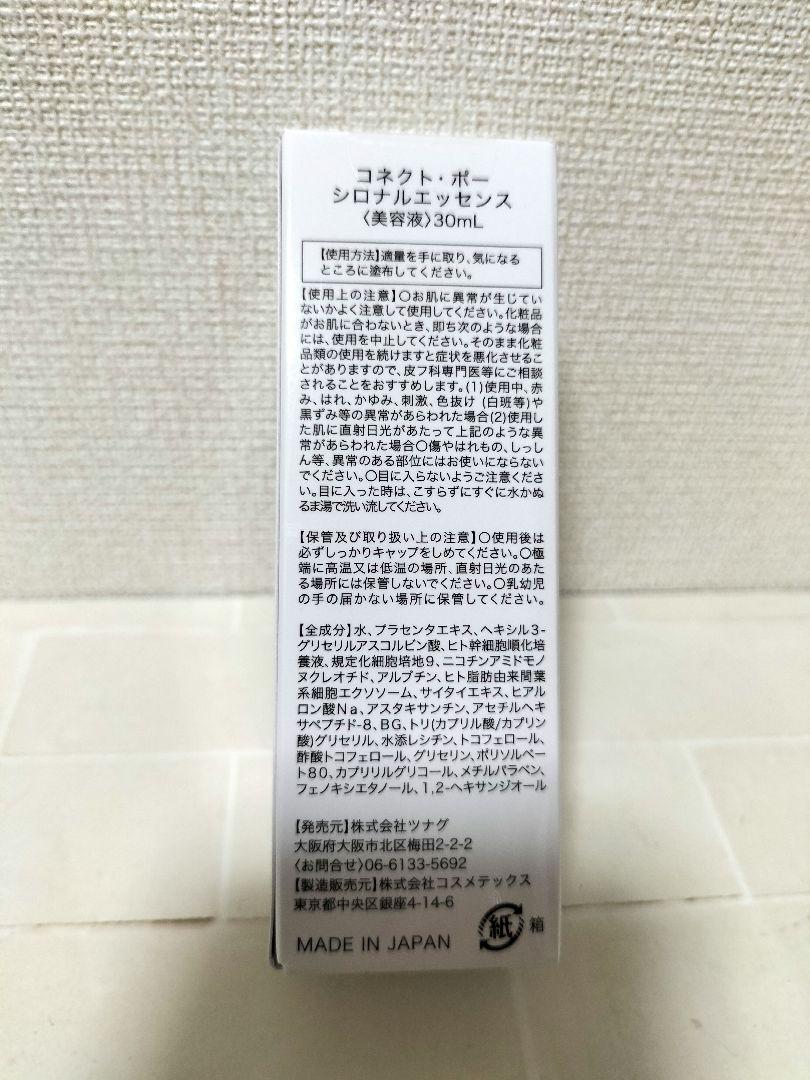 コネクト・ポー
シロナルエッセンス
〈美容液〉30mL
【使用方法】適量を手に取り、気になる
ところに塗布してください。
【使用上の注意】〇お肌に異常が生じてい
ないかよく注意して使用してください。化粧品
がお肌に合わないとき、即ち次のような場合
には、使用を中止してください。そのまま化粧
品類の使用を続けますと症状を悪化させるこ
とがありますので、皮フ科専門医等にご相談
されることをおすすめします。(1)使用中、赤
み、はれ、かゆみ、刺激、色抜け (白斑等)や
黒ずみ等の異常があらわれた場合(2)使用し
た肌に直射日光があたって上記のような異
常があらわれた場合〇傷やはれもの、しっし
ん等、異常のある部位にはお使いにならない
でください。〇目に入らないようご注意くださ
い。目に入った時は、こすらずにすぐに水かぬ
るま湯で洗い流してください。
【保管及び取り扱い上の注意】〇使用後は
必ずしっかりキャップをしめてください。〇極
端に高温又は低温の場所、直射日光のあた
る場所には保管しないでください。〇乳幼児
の手の届かない場所に保管してください。
【全成分】水、プラセンタエキス、ヘキシル3-
グリセリルアスコルビン酸、ヒト幹細胞順化培
養液、規定化細胞培地9、ニコチンアミドモノ
ヌクレオチド、アルブチン、ヒト脂肪由来間葉
系細胞エクソソーム、サイタイエキス、ヒアル
ロン酸Na、アスタキサンチン、アセチルヘキ
サペプチド-8、BG、トリ(カプリル酸/カプリン
酸)グリセリル、水添レシチン、トコフェロール、
酢酸トコフェロール、グリセリン、ポリソルベー
ト80、カプリリルグリコール、メチルパラベン、
フェノキシエタノール、1,2-ヘキサンジオール
【発売元】株式会社ツナグ
大阪府大阪市北区梅田2-2-2
〈お問合せ〉06-6133-5692
【製造販売元】株式会社コスメテックス
東京都中央区銀座4-14-6
MADE IN JAPAN
紙 箱